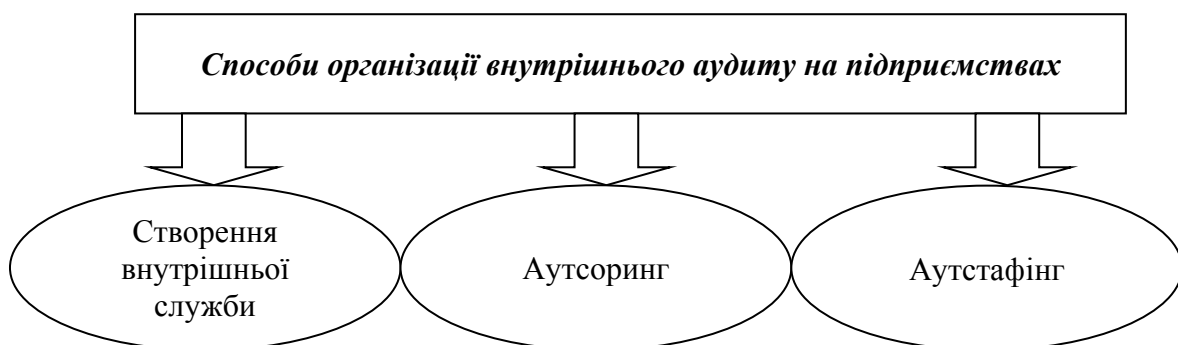 Способи організації внутрішнього аудиту на підприємствах
Створення
внутрішньої
служби
Аутсоринг
Аутстафінг